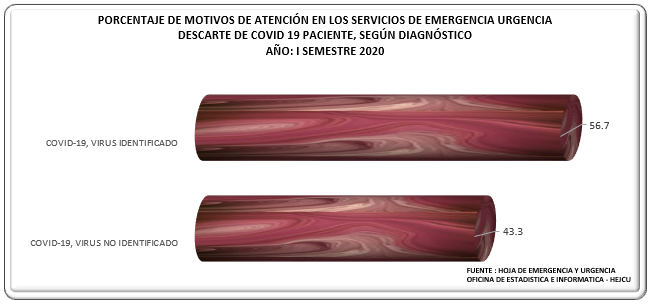 PORCENTAJE DE MOTIVOS DE ATENCIÓN EN LOS SERVICIOS DE EMERGENCIA URGENCIA
DESCARTE DE COVID 19 PACIENTE, SEGÚN DIAGNÓSTICO
AÑO: I SEMESTRE 2020
COVID-19, VIRUS IDENTIFICADO
56.7
COVID-19, VIRUS NO IDENTIFICADO
43.3
FUENTE : HOJA DE EMERGENCIA Y URGENCIA
OFICINA DE ESTADISTICA E INFORMATICA - HEJCU